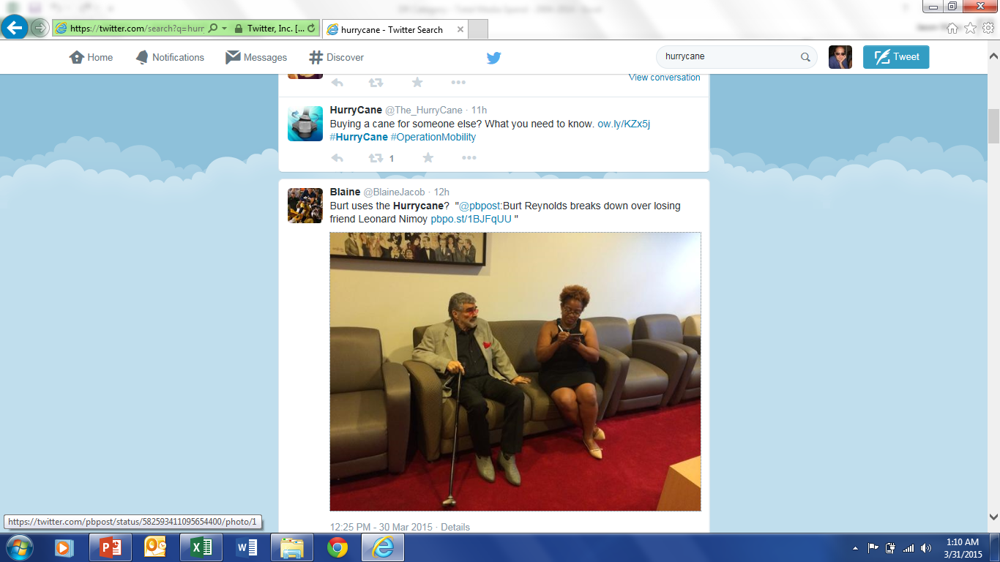 https://twitter.com/search?q=hurr
Twitter, Inc. [...
hurrycane - Twitter Search
Home
Notifications
Messages
Discover
hurrycane
Tweet
View conversation
HurryCane @The_HurryCane · 11h
Buying a cane for someone else? What you need to know. ow.ly/KZx5j
#HurryCane #OperationMobility
1
Blaine @BlaineJacob · 12h
Burt uses the Hurrycane? "@pbpost:Burt Reynolds breaks down over losing
friend Leonard Nimoy pbpo.st/1BJFqUU "
https://twitter.com/pbpost/status/582593411095654400/photo/1
12:25 PM - 30 Mar 2015 · Details
1:10 AM
3/31/2015